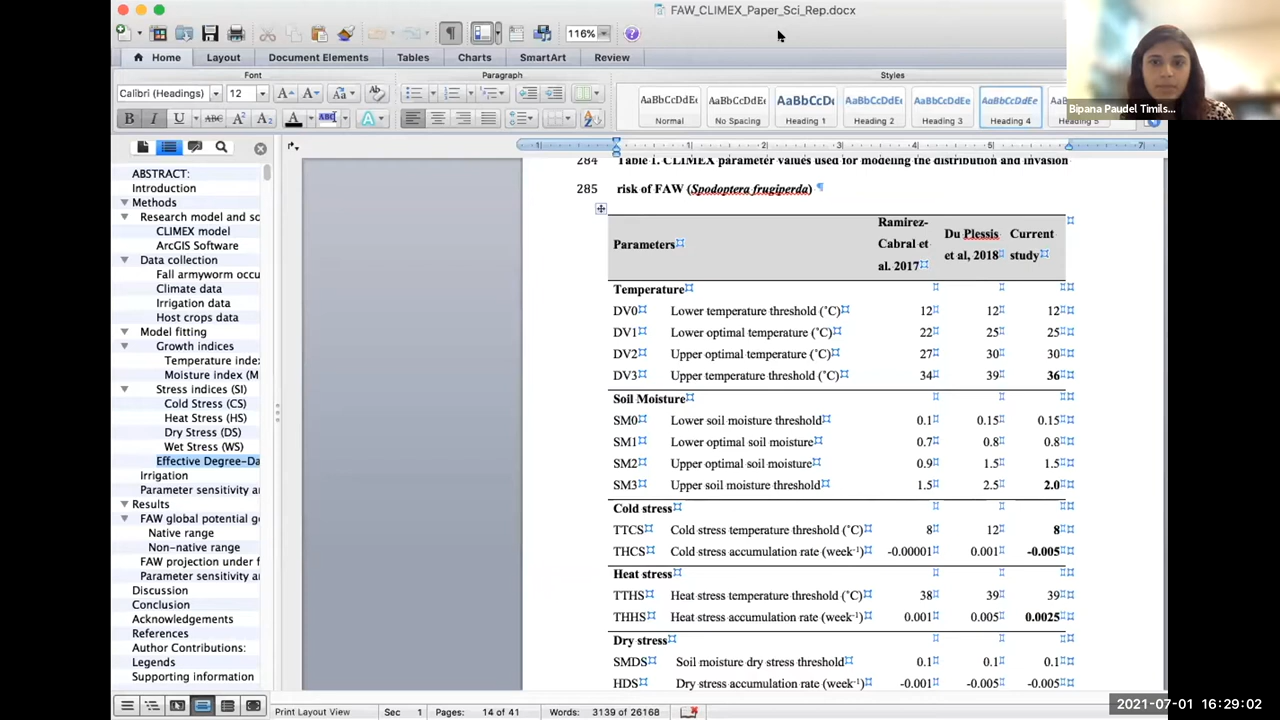 FAW_CLIMEX_Paper_Sci_Rep.docx
116%
Home Layout Document Elements Tables Charts SmartArt Review
Font Paragraph Styles
Calibri (Headings) 12
AaBbCcDdEe AaBbCcDdEe AaBbCcDc AaBbCcDdEe AaBbCcDdEe AaBbCcDdEe
Normal No Spacing Heading 1 Heading 2 Heading 3 Heading 4 Heading 5
Bipana Paudel Timils...
ABSTRACT:
Introduction
Methods
Research model and sc
CLIMEX model
ArcGIS Software
Data collection
Fall armyworm occu
Climate data
Irrigation data
Host crops data
Model fitting
Growth indices
Temperature index
Moisture index (M
Stress indices (SI)
Cold Stress (CS)
Heat Stress (HS)
Dry Stress (DS)
Wet Stress (WS)
Effective Degree-Da
Irrigation
Parameter sensitivity ar
Results
FAW global potential ge
Native range
Non-native range
FAW projection under f
Parameter sensitivity ar
Discussion
Conclusion
Acknowledgements
References
Author Contributions:
Legends
Supporting information
284 Table 1. CLIMEX parameter values used for modeling the distribution and invasion
285 risk of FAW (Spodoptera frugiperda) ¶
Parameters Ramirez-Cabral et al. 2017 Du Plessis et al, 2018 Current study
Temperature
DV0 Lower temperature threshold (˚C) 12 12 12
DV1 Lower optimal temperature (˚C) 22 25 25
DV2 Upper optimal temperature (˚C) 27 30 30
DV3 Upper temperature threshold (˚C) 34 39 36
Soil Moisture
SM0 Lower soil moisture threshold 0.1 0.15 0.15
SM1 Lower optimal soil moisture 0.7 0.8 0.8
SM2 Upper optimal soil moisture 0.9 1.5 1.5
SM3 Upper soil moisture threshold 1.5 2.5 2.0
Cold stress
TTCS Cold stress temperature threshold (˚C) 8 12 8
THCS Cold stress accumulation rate (week⁻¹) -0.00001 0.001 -0.005
Heat stress
TTHS Heat stress temperature threshold (˚C) 38 39 39
THHS Heat stress accumulation rate (week⁻¹) 0.001 0.005 0.0025
Dry stress
SMDS Soil moisture dry stress threshold 0.1 0.1 0.1
HDS Dry stress accumulation rate (week⁻¹) -0.001 -0.005 -0.005
Print Layout View Sec 1 Pages: 14 of 41 Words: 3139 of 26168
2021-07-01 16:29:02